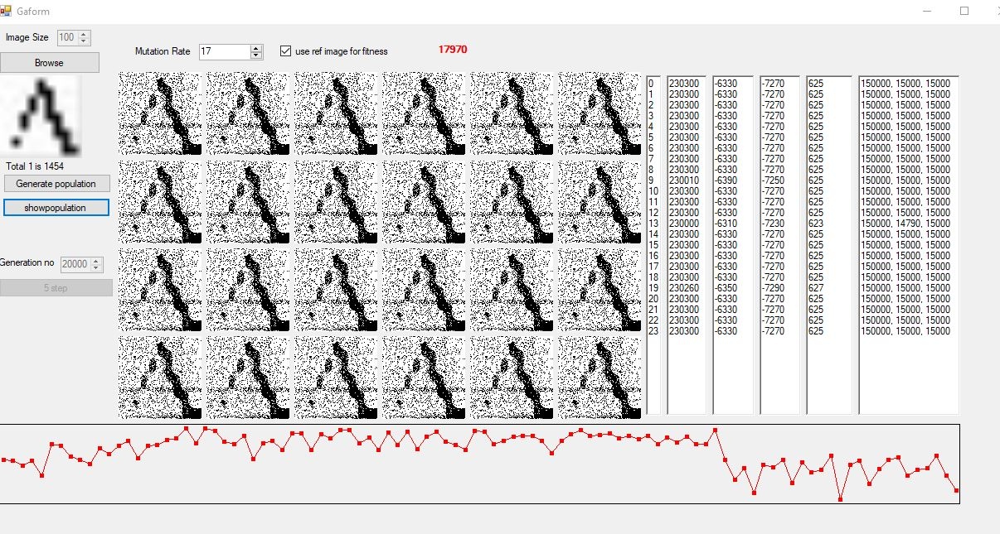 Gaform
Image Size 100
Browse
Mutation Rate 17 use ref image for fitness 17970
Total 1 is 1454
Generate population
showpopulation
Generation no 20000
5 step
0 230300 -6330 -7270 625 150000, 15000, 15000
1 230300 -6330 -7270 625 150000, 15000, 15000
2 230300 -6330 -7270 625 150000, 15000, 15000
3 230300 -6330 -7270 625 150000, 15000, 15000
4 230300 -6330 -7270 625 150000, 15000, 15000
5 230300 -6330 -7270 625 150000, 15000, 15000
6 230300 -6330 -7270 625 150000, 15000, 15000
7 230300 -6330 -7270 625 150000, 15000, 15000
8 230300 -6330 -7270 625 150000, 15000, 15000
9 230010 -6390 -7250 625 150000, 15000, 15000
10 230300 -6330 -7270 625 150000, 15000, 15000
11 230300 -6330 -7270 625 150000, 15000, 15000
12 230300 -6330 -7270 625 150000, 15000, 15000
13 230000 -6310 -7230 623 150000, 14790, 15000
14 230300 -6330 -7270 625 150000, 15000, 15000
15 230300 -6330 -7270 625 150000, 15000, 15000
16 230300 -6330 -7270 625 150000, 15000, 15000
17 230300 -6330 -7270 625 150000, 15000, 15000
18 230300 -6330 -7270 625 150000, 15000, 15000
19 230260 -6350 -7290 627 150000, 15000, 15000
20 230300 -6330 -7270 625 150000, 15000, 15000
21 230300 -6330 -7270 625 150000, 15000, 15000
22 230300 -6330 -7270 625 150000, 15000, 15000
23 230300 -6330 -7270 625 150000, 15000, 15000